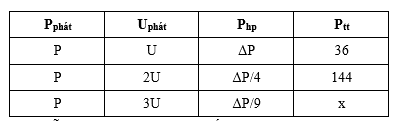 Pphát Uphát Php Ptt
P U ΔP 36
P 2U ΔP/4 144
P 3U ΔP/9 x